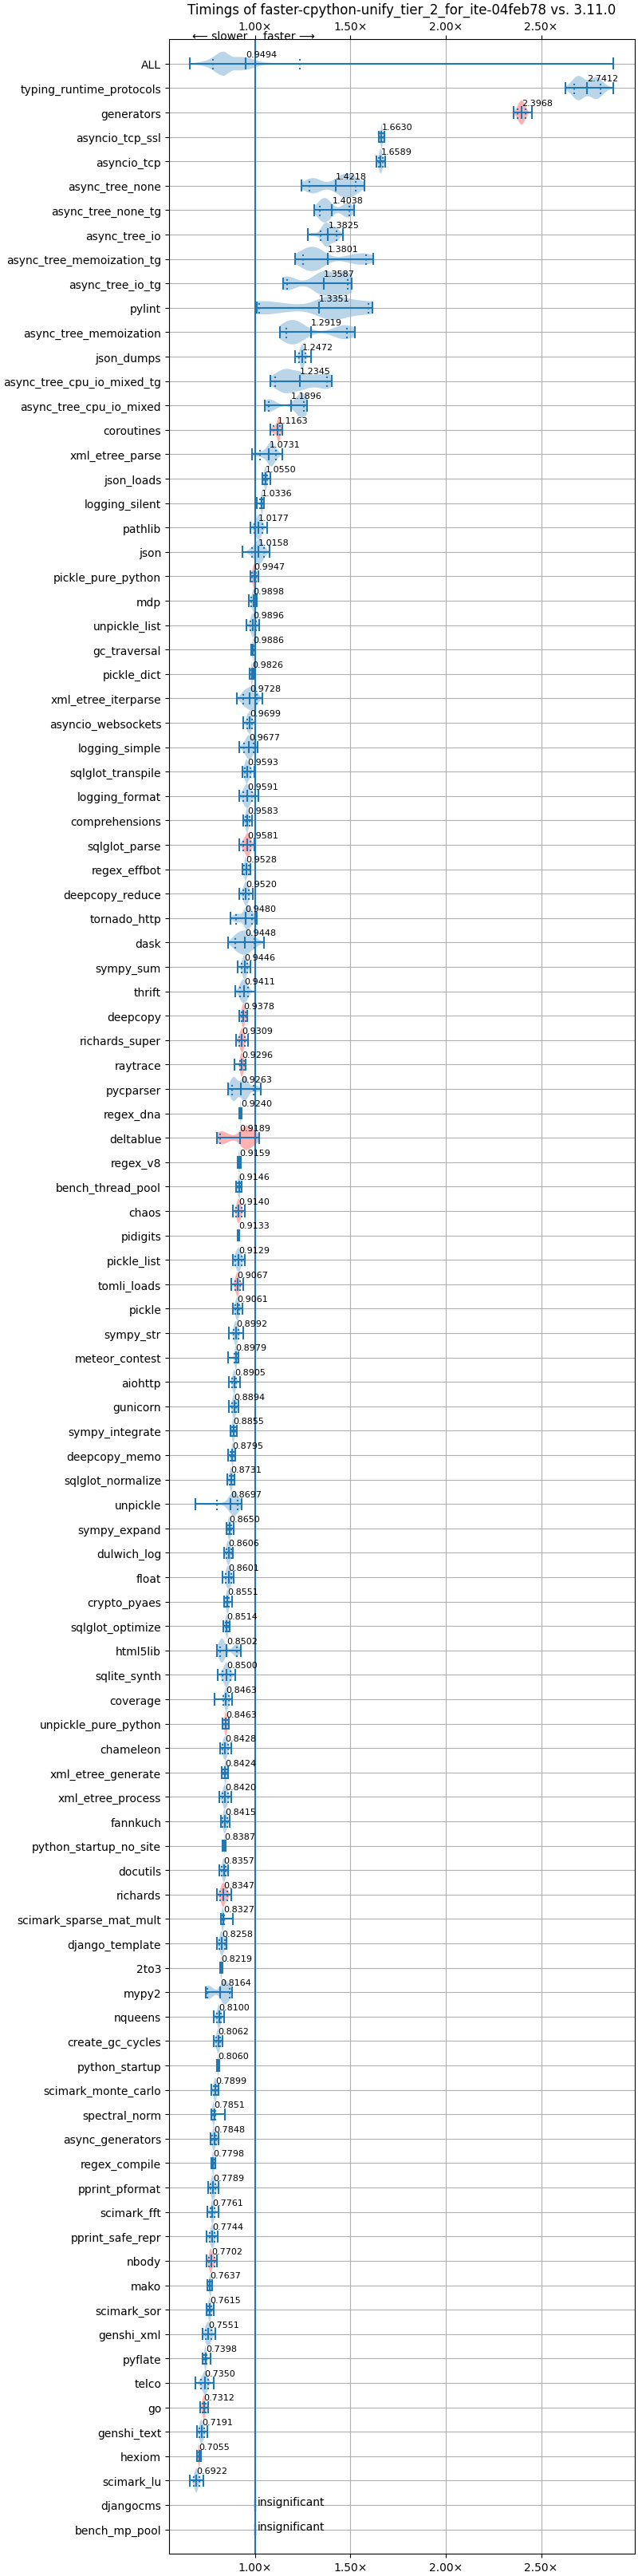 Timings of faster-cpython-unify_tier_2_for_ite-04feb78 vs. 3.11.0
1.00× 1.50× 2.00× 2.50×
⟵ slower faster ⟶
ALL 0.9494
typing_runtime_protocols 2.7412
generators 2.3968
asyncio_tcp_ssl 1.6630
asyncio_tcp 1.6589
async_tree_none 1.4218
async_tree_none_tg 1.4038
async_tree_io 1.3825
async_tree_memoization_tg 1.3801
async_tree_io_tg 1.3587
pylint 1.3351
async_tree_memoization 1.2919
json_dumps 1.2472
async_tree_cpu_io_mixed_tg 1.2345
async_tree_cpu_io_mixed 1.1896
coroutines 1.1163
xml_etree_parse 1.0731
json_loads 1.0550
logging_silent 1.0336
pathlib 1.0177
json 1.0158
pickle_pure_python 0.9947
mdp 0.9898
unpickle_list 0.9896
gc_traversal 0.9886
pickle_dict 0.9826
xml_etree_iterparse 0.9728
asyncio_websockets 0.9699
logging_simple 0.9677
sqlglot_transpile 0.9593
logging_format 0.9591
comprehensions 0.9583
sqlglot_parse 0.9581
regex_effbot 0.9528
deepcopy_reduce 0.9520
tornado_http 0.9480
dask 0.9448
sympy_sum 0.9446
thrift 0.9411
deepcopy 0.9378
richards_super 0.9309
raytrace 0.9296
pycparser 0.9263
regex_dna 0.9240
deltablue 0.9189
regex_v8 0.9159
bench_thread_pool 0.9146
chaos 0.9140
pidigits 0.9133
pickle_list 0.9129
tomli_loads 0.9067
pickle 0.9061
sympy_str 0.8992
meteor_contest 0.8979
aiohttp 0.8905
gunicorn 0.8894
sympy_integrate 0.8855
deepcopy_memo 0.8795
sqlglot_normalize 0.8731
unpickle 0.8697
sympy_expand 0.8650
dulwich_log 0.8606
float 0.8601
crypto_pyaes 0.8551
sqlglot_optimize 0.8514
html5lib 0.8502
sqlite_synth 0.8500
coverage 0.8463
unpickle_pure_python 0.8463
chameleon 0.8428
xml_etree_generate 0.8424
xml_etree_process 0.8420
fannkuch 0.8415
python_startup_no_site 0.8387
docutils 0.8357
richards 0.8347
scimark_sparse_mat_mult 0.8327
django_template 0.8258
2to3 0.8219
mypy2 0.8164
nqueens 0.8100
create_gc_cycles 0.8062
python_startup 0.8060
scimark_monte_carlo 0.7899
spectral_norm 0.7851
async_generators 0.7848
regex_compile 0.7798
pprint_pformat 0.7789
scimark_fft 0.7761
pprint_safe_repr 0.7744
nbody 0.7702
mako 0.7637
scimark_sor 0.7615
genshi_xml 0.7551
pyflate 0.7398
telco 0.7350
go 0.7312
genshi_text 0.7191
hexiom 0.7055
scimark_lu 0.6922
djangocms insignificant
bench_mp_pool insignificant
1.00× 1.50× 2.00× 2.50×